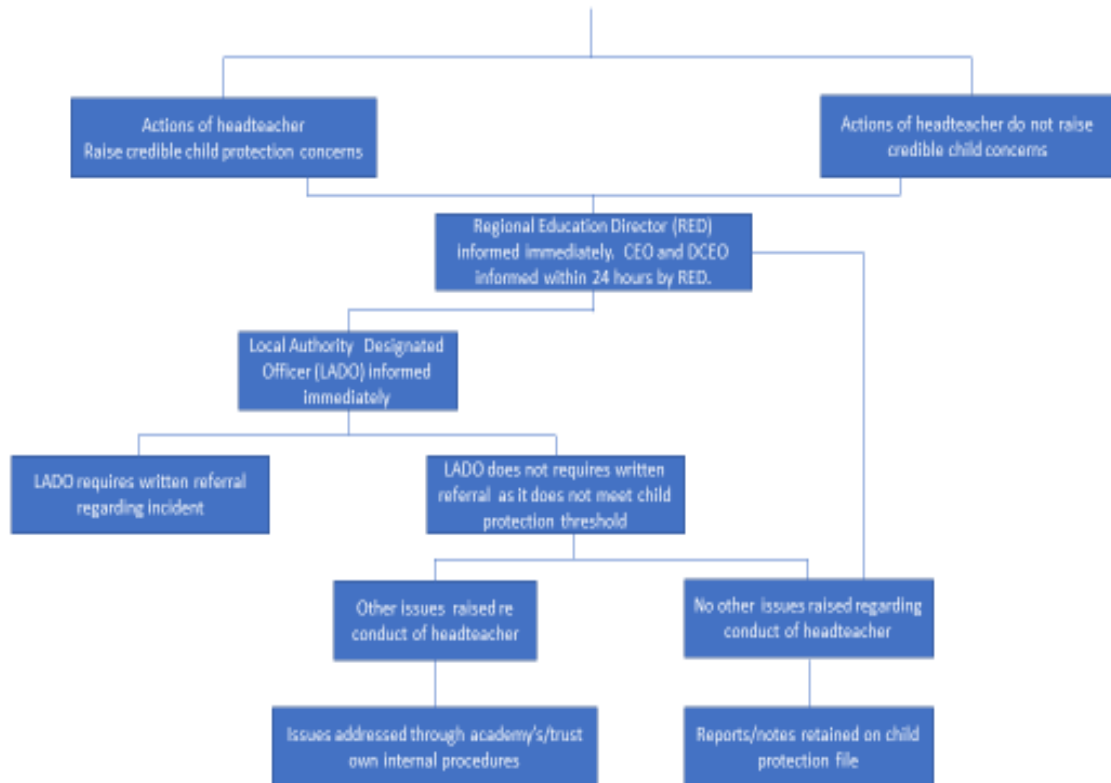 Actions of headteacher
Raise credible child protection concerns
Actions of headteacher do not raise
credible child concerns
Regional Education Director (RED)
informed immediately. CEO and DCEO
informed within 24 hours by RED.
Local Authority Designated
Officer (LADO) informed
immediately
LADO requires written referral
regarding incident
LADO does not requires written
referral as it does not meet child
protection threshold
Other issues raised re
conduct of headteacher
No other issues raised regarding
conduct of headteacher
Issues addressed through academy's/trust
own internal procedures
Reports/notes retained on child
protection file